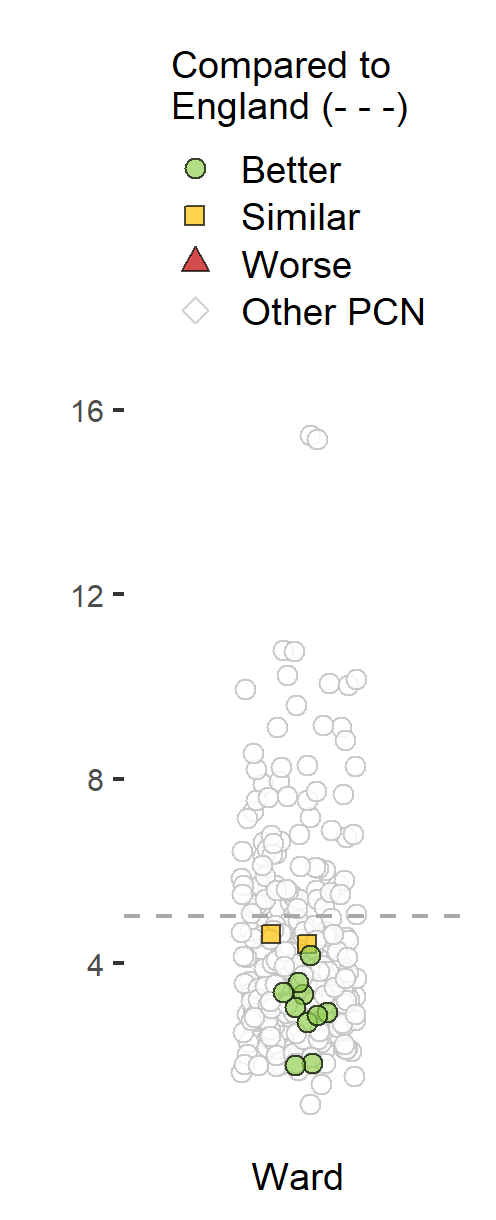 Compared to
England (- - -)
Better
Similar
Worse
Other PCN
16
12
8
4
Ward